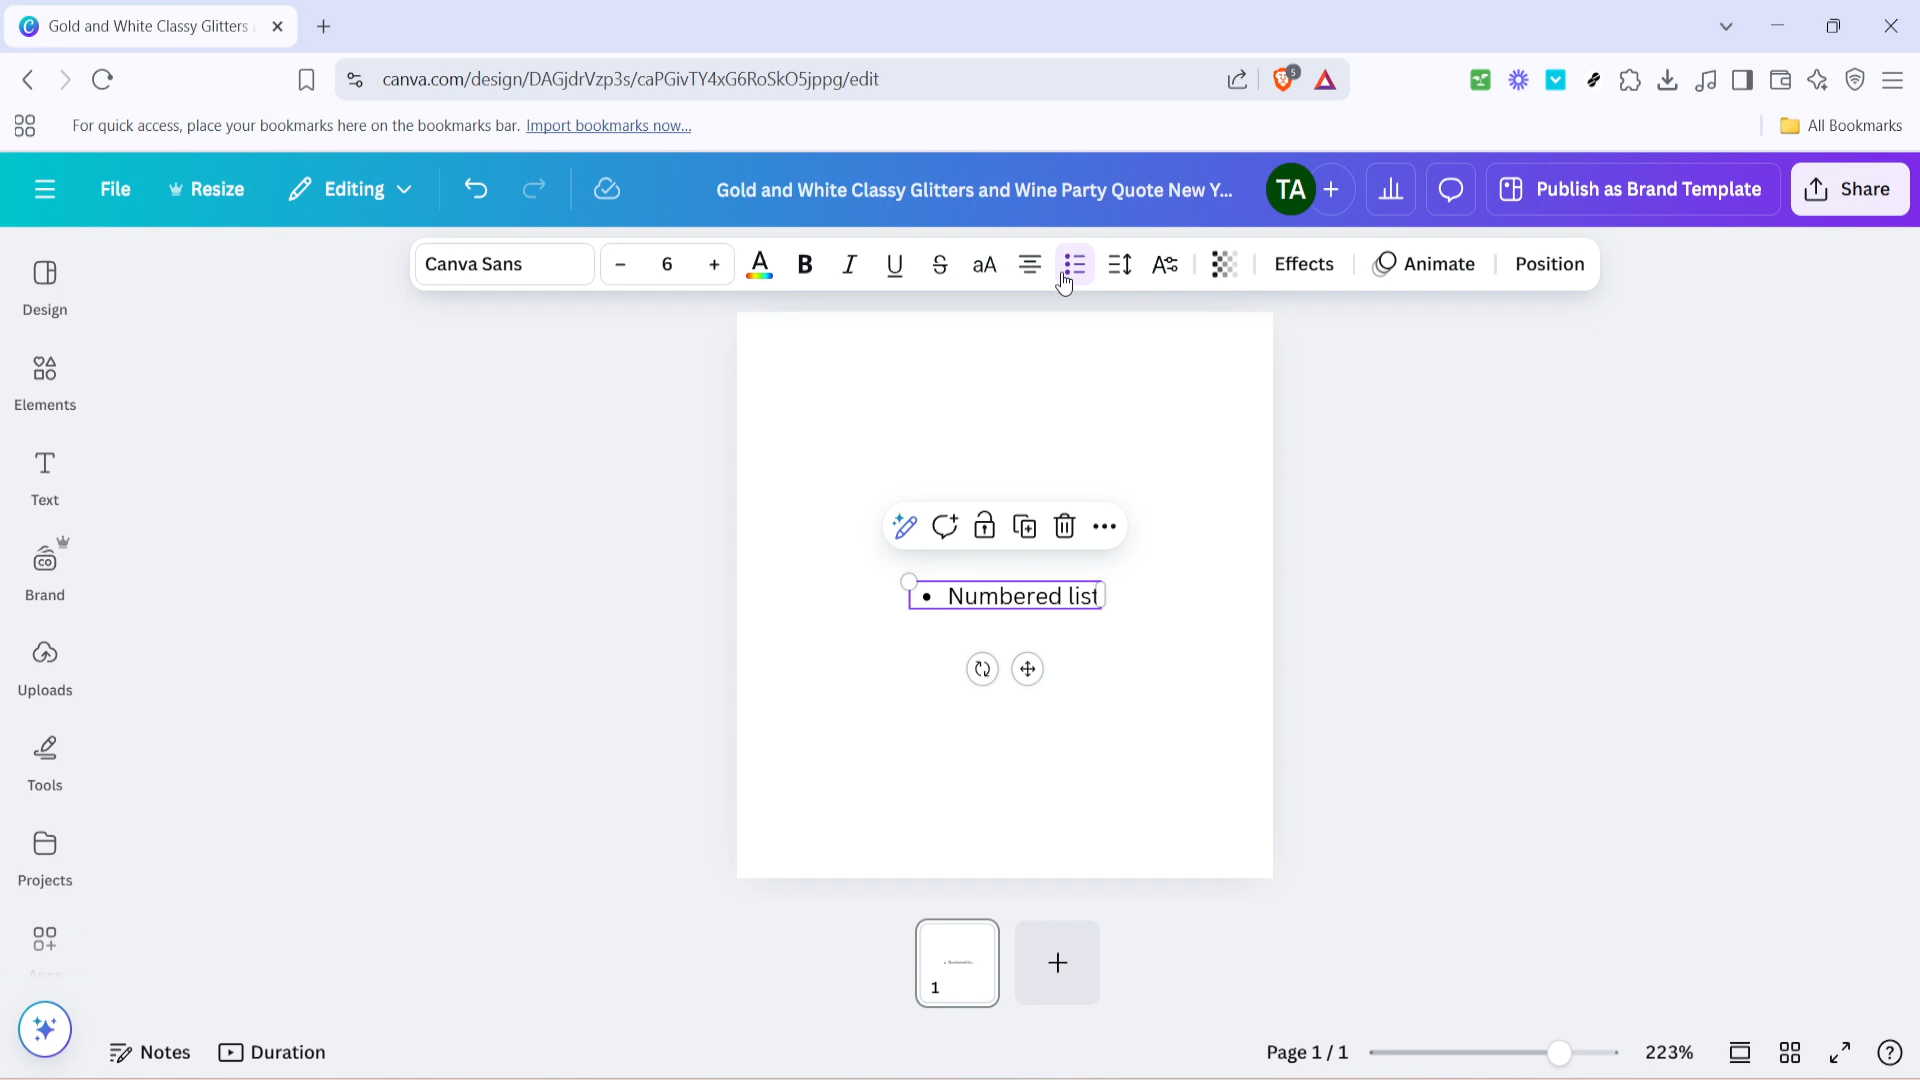 Gold and White Classy Glitters
canva.com/design/DAGjdrVzp3s/caPGivTY4xG6RoSkO5jppg/edit
5
For quick access, place your bookmarks here on the bookmarks bar. Import bookmarks now...
All Bookmarks
File
Resize
Editing
Gold and White Classy Glitters and Wine Party Quote New Y...
TA
Publish as Brand Template
Share
Canva Sans
– 6 +
A
B
I
U
S
aA
Effects
Animate
Position
Design
Elements
Text
Brand
Uploads
Tools
Projects
Apps
• Numbered list
1
Notes
Duration
Page 1 / 1
223%